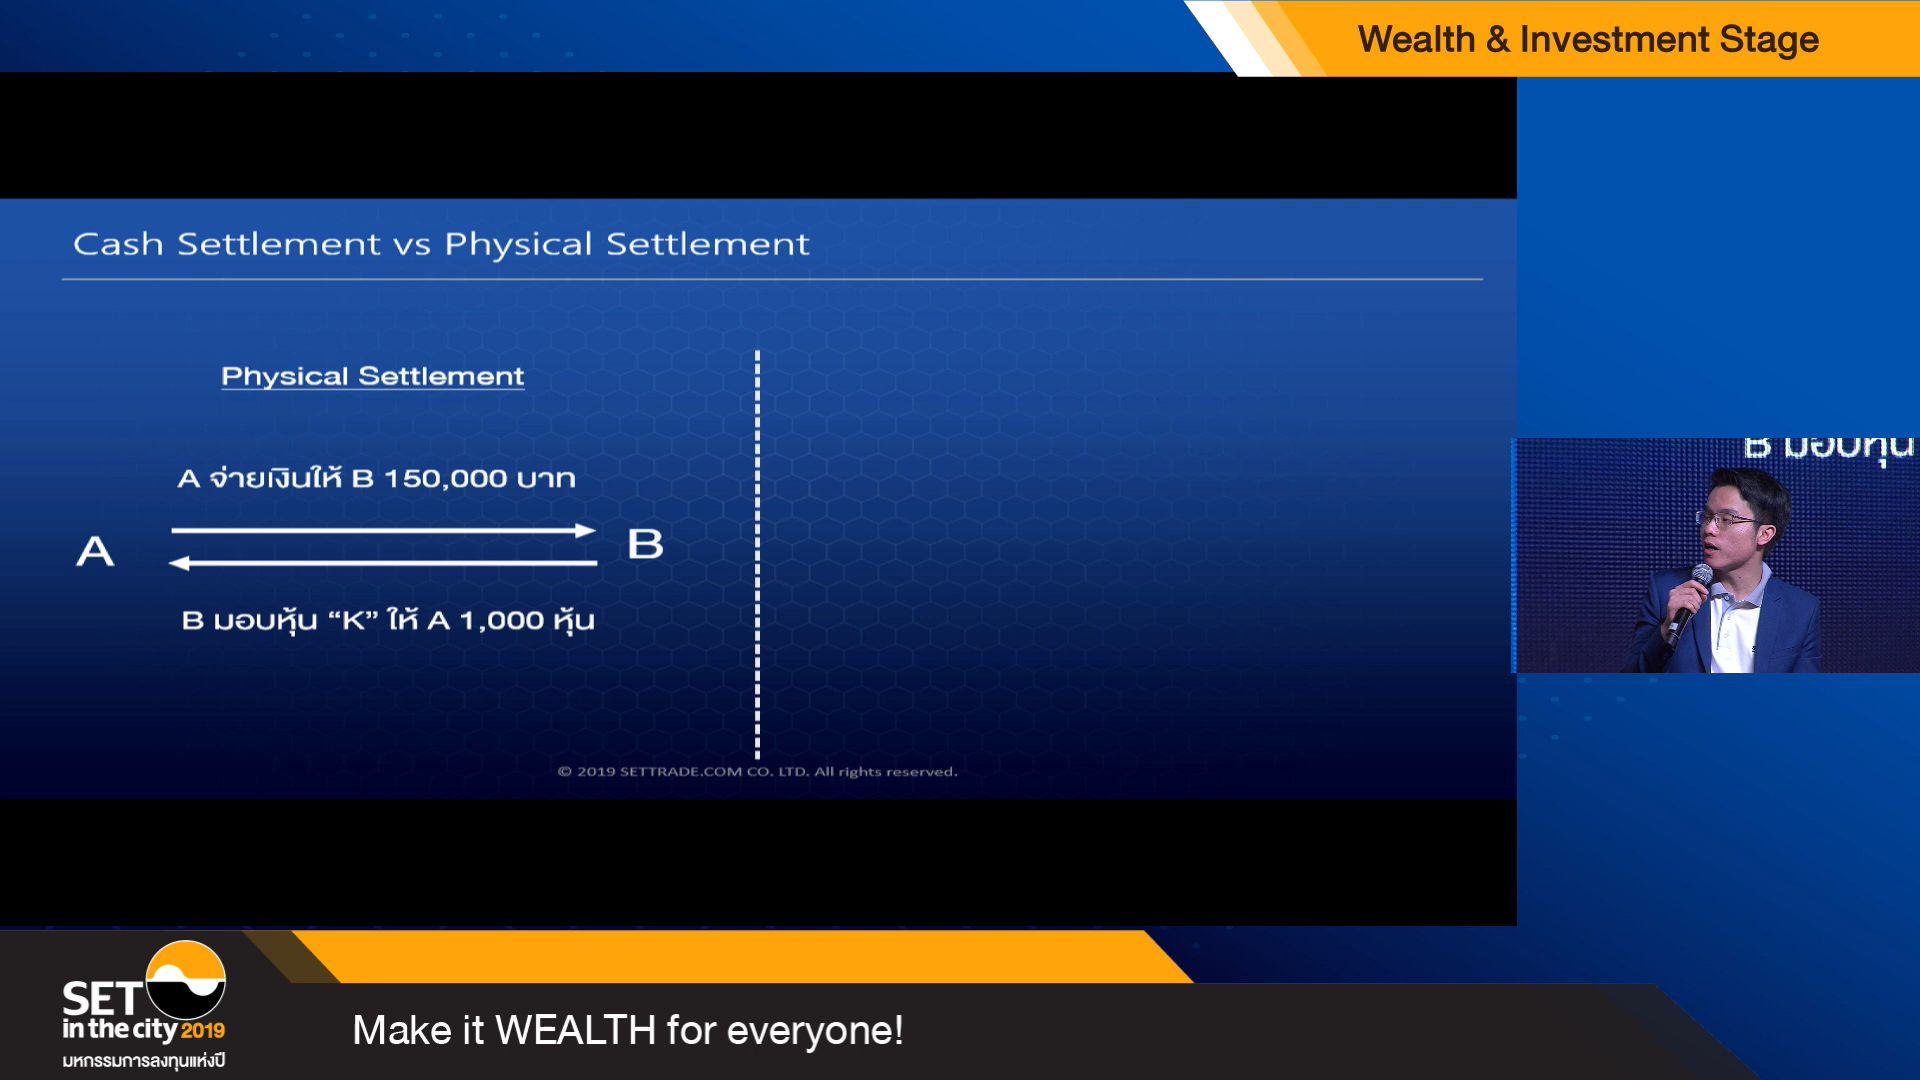 Wealth & Investment Stage
Cash Settlement vs Physical Settlement
Physical Settlement
A จ่ายเงินให้ B 150,000 บาท
A
B
B มอบหุ้น “K” ให้ A 1,000 หุ้น
© 2019 SETTRADE.COM CO. LTD. All rights reserved.
B มอบหุ้น
SET
in the city 2019
มหกรรมการลงทุนแห่งปี
Make it WEALTH for everyone!